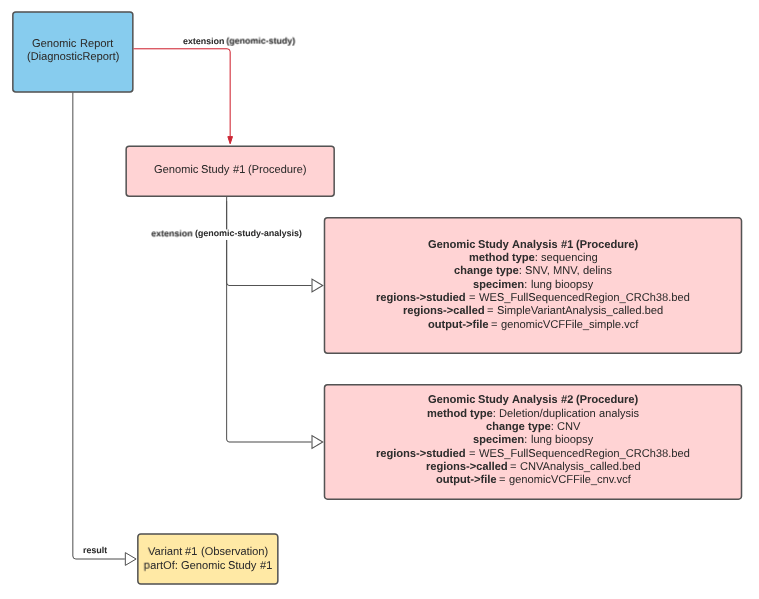 Genomic Report
(DiagnosticReport)
extension (genomic-study)
Genomic Study #1 (Procedure)
extension (genomic-study-analysis)
Genomic Study Analysis #1 (Procedure)
method type: sequencing
change type: SNV, MNV, delins
specimen: lung bioopsy
regions->studied = WES_FullSequencedRegion_CRCh38.bed
regions->called = SimpleVariantAnalysis_called.bed
output->file = genomicVCFFile_simple.vcf
Genomic Study Analysis #2 (Procedure)
method type: Deletion/duplication analysis
change type: CNV
specimen: lung bioopsy
regions->studied = WES_FullSequencedRegion_CRCh38.bed
regions->called = CNVAnalysis_called.bed
output->file = genomicVCFFile_cnv.vcf
result
Variant #1 (Observation)
partOf: Genomic Study #1